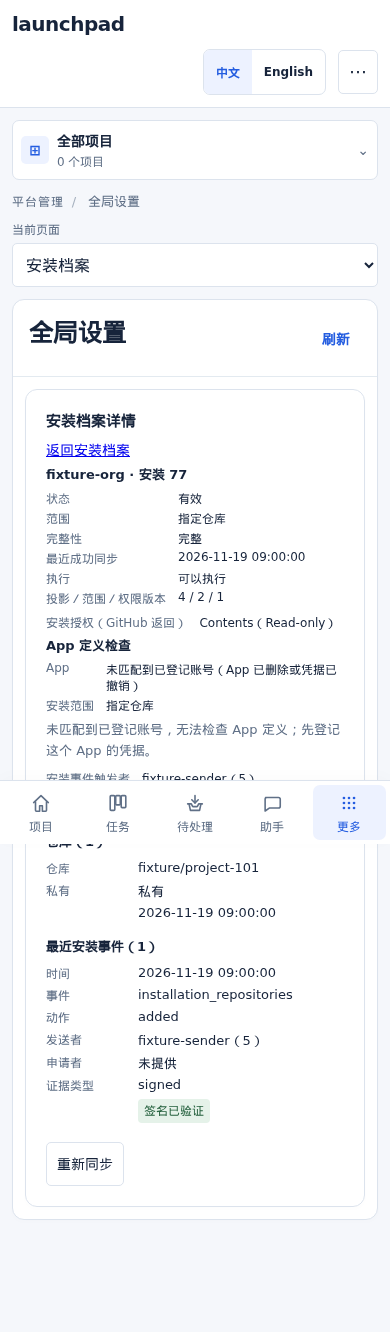 launchpad
中文 English ...
全部项目
0 个项目
平台管理 / 全局设置
当前页面
安装档案
全局设置
刷新
安装档案详情
返回安装档案
fixture-org · 安装 77
状态 有效
范围 指定仓库
完整性 完整
最近成功同步 2026-11-19 09:00:00
执行 可以执行
投影 / 范围 / 权限版本 4 / 2 / 1
安装授权（GitHub 返回） Contents（Read-only）
App 定义检查
App 未匹配到已登记账号（App 已删除或凭据已
撤销）
安装范围 指定仓库
未匹配到已登记账号，无法检查 App 定义；先登记
这个 App 的凭据。
安装事件触发者 fixture-sender（5）
项目 任务 待处理 助手 更多
仓库（1）
仓库 fixture/project-101
私有 私有
2026-11-19 09:00:00
最近安装事件（1）
时间 2026-11-19 09:00:00
事件 installation_repositories
动作 added
发送者 fixture-sender（5）
申请者 未提供
证据类型 signed
签名已验证
重新同步